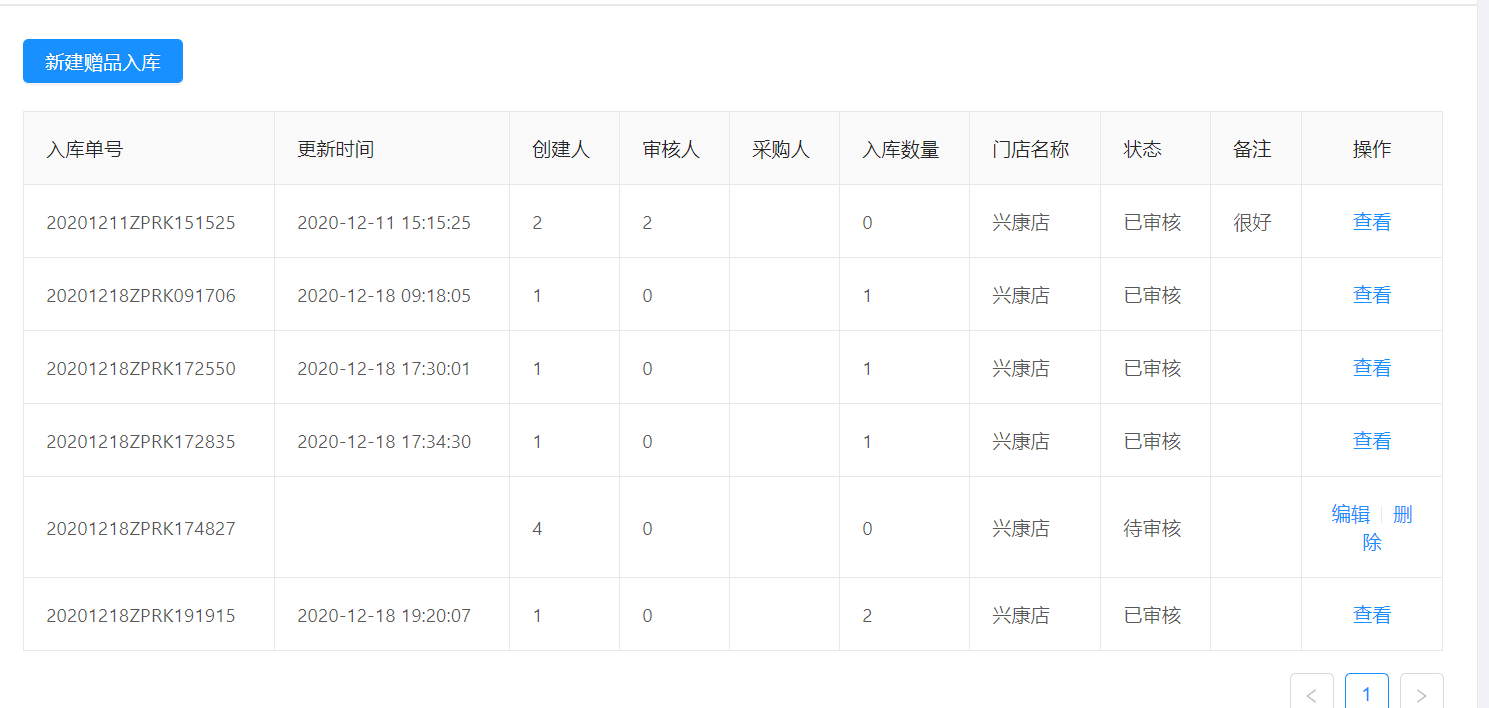 新建赠品入库
入库单号 更新时间 创建人 审核人 采购人 入库数量 门店名称 状态 备注 操作
20201211ZPRK151525 2020-12-11 15:15:25 2 2 0 兴康店 已审核 很好 查看
20201218ZPRK091706 2020-12-18 09:18:05 1 0 1 兴康店 已审核 查看
20201218ZPRK172550 2020-12-18 17:30:01 1 0 1 兴康店 已审核 查看
20201218ZPRK172835 2020-12-18 17:34:30 1 0 1 兴康店 已审核 查看
20201218ZPRK174827 4 0 0 兴康店 待审核 编辑 删
除
20201218ZPRK191915 2020-12-18 19:20:07 1 0 2 兴康店 已审核 查看
< 1 >